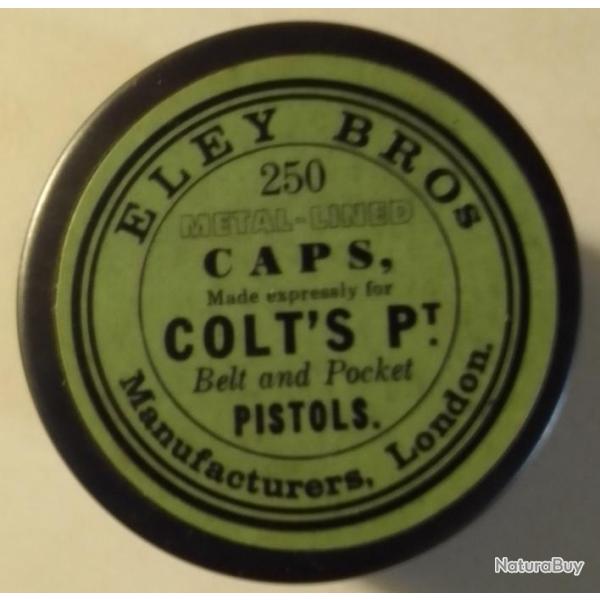 ELEY BROS
250
METAL-LINED
CAPS,
Made expressly for
COLT'S PT.
Belt and Pocket
PISTOLS.
Manufacturers, London.
NaturaBuy